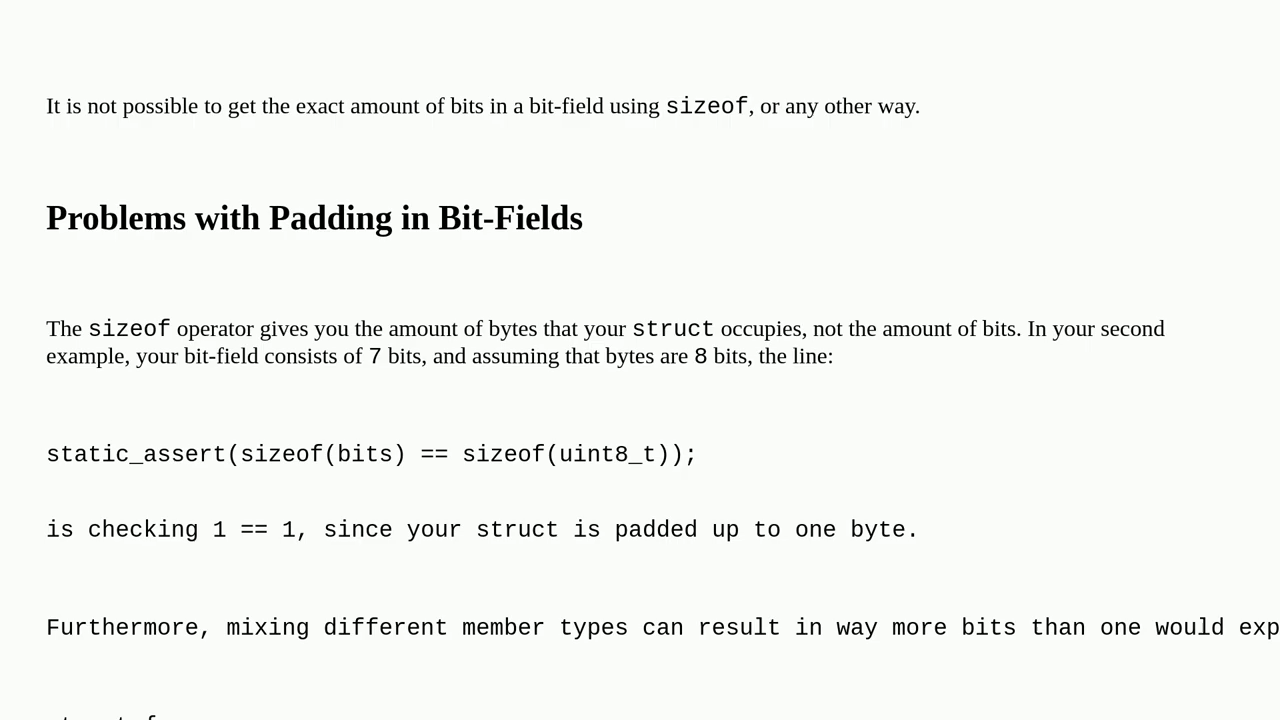 It is not possible to get the exact amount of bits in a bit-field using sizeof, or any other way.
Problems with Padding in Bit-Fields
The sizeof operator gives you the amount of bytes that your struct occupies, not the amount of bits. In your second
example, your bit-field consists of 7 bits, and assuming that bytes are 8 bits, the line:
static_assert(sizeof(bits) == sizeof(uint8_t));
is checking 1 == 1, since your struct is padded up to one byte.
Furthermore, mixing different member types can result in way more bits than one would